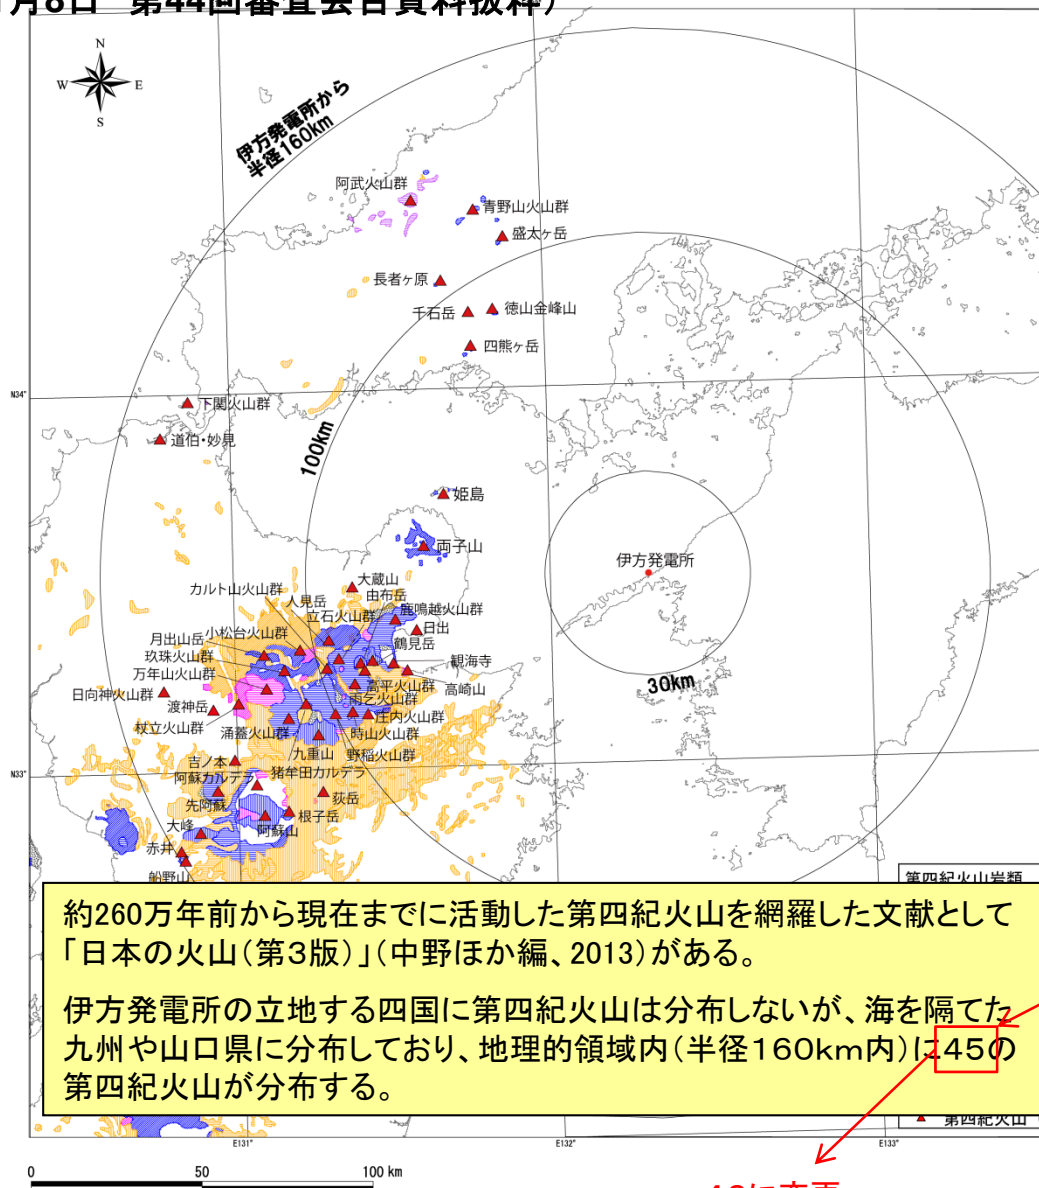 月8日 第44回審査会合資料抜粋)
N
W
E
S
伊方発電所から
半径160km
阿武火山群
青野山火山群
盛太ヶ岳
長者ヶ原
千石岳
徳山金峰山
四熊ヶ岳
N34°
下関火山群
道伯・妙見
100km
姫島
両子山
伊方発電所
30km
大蔵山
カルト山火山群
由布岳
人見岳
立石火山群
鹿鳴越火山群
小松台火山群
日出
月出山岳
鶴見岳
玖珠火山群
観海寺
万年山火山群
高平火山群
高崎山
日向神火山群
雨乞火山群
渡神岳
庄内火山群
杖立火山群
涌蓋火山群
時山火山群
九重山
野稲火山群
N33°
吉ノ本
猪牟田カルデラ
阿蘇カルデラ
先阿蘇
荻岳
大峰
根子岳
阿蘇山
赤井
船野山
第四紀火山岩類
約260万年前から現在までに活動した第四紀火山を網羅した文献として
「日本の火山(第3版)」(中野ほか編、2013)がある。
伊方発電所の立地する四国に第四紀火山は分布しないが、海を隔てた
九州や山口県に分布しており、地理的領域内(半径160km内)に45の
第四紀火山が分布する。
第四紀火山
E131°
E132°
E133°
0
50
100 km